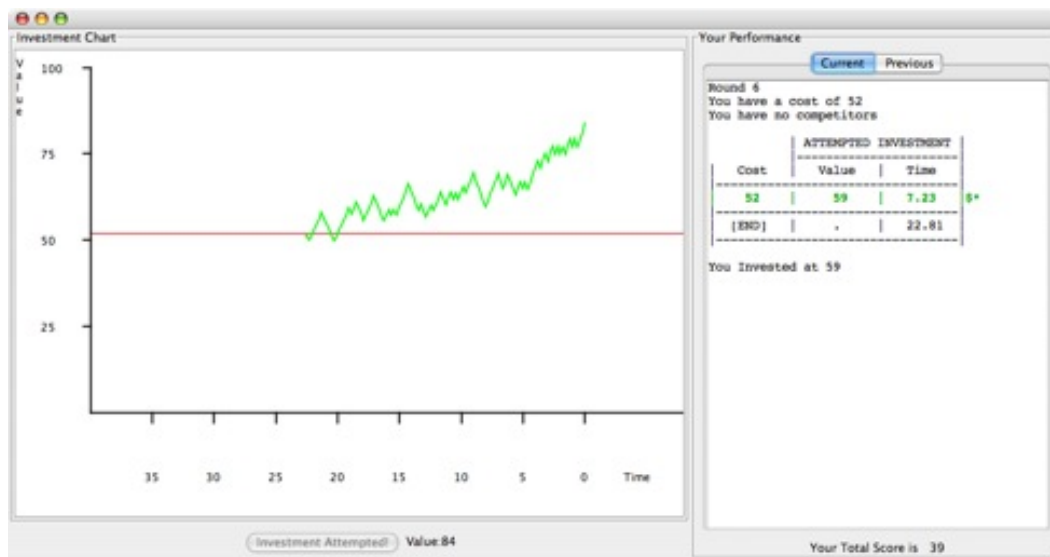 Investment Chart
Value
100
75
50
25
35 30 25 20 15 10 5 0 Time
Investment Attempted! Value:84
Your Performance
Current Previous
Round 6
You have a cost of 52
You have no competitors
ATTEMPTED INVESTMENT
Cost | Value | Time
52 | 59 | 7.23 | $*
[END] | . | 22.81
You Invested at 59
Your Total Score is 39